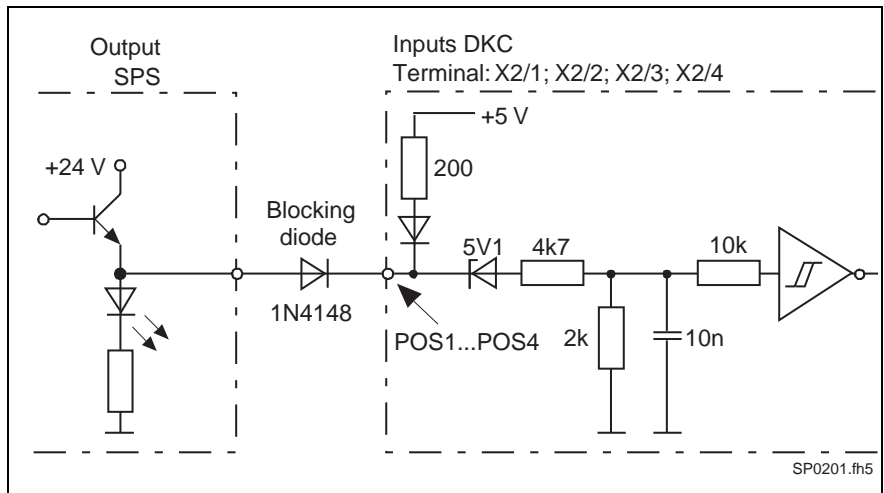 Output
SPS
Inputs DKC
Terminal: X2/1; X2/2; X2/3; X2/4
+5 V
+24 V
200
Blocking
diode
5V1
4k7
10k
1N4148
POS1...POS4
2k
10n
SP0201.fh5